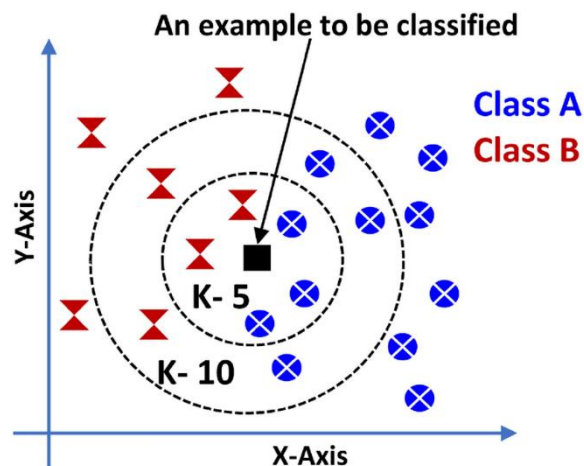 An example to be classified
Class A
Class B
Y-Axis
K- 5
K- 10
X-Axis